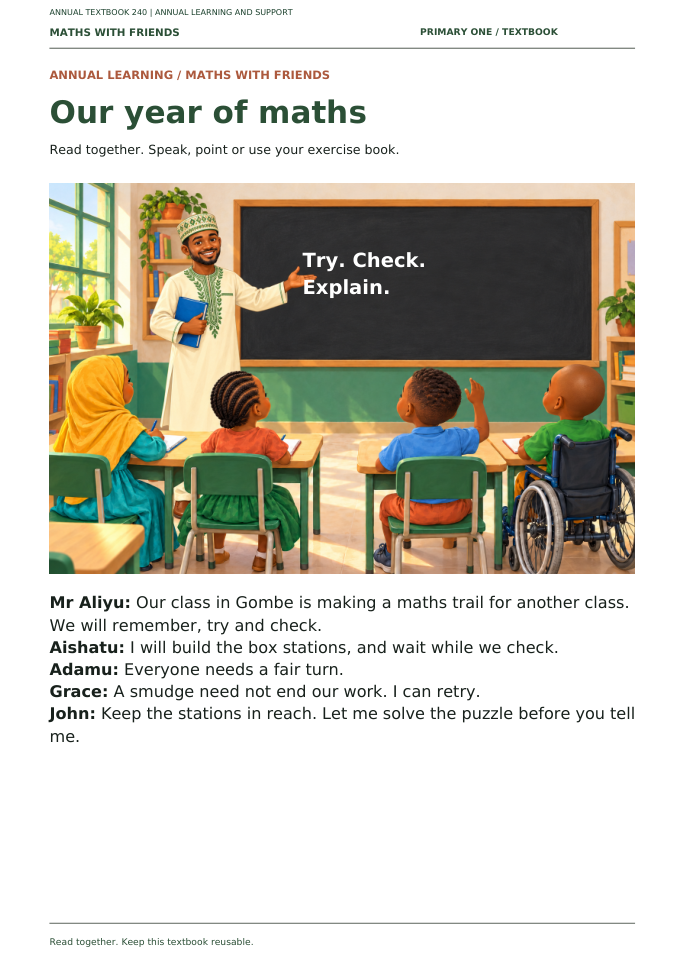 ANNUAL TEXTBOOK 240 | ANNUAL LEARNING AND SUPPORT
MATHS WITH FRIENDS
PRIMARY ONE / TEXTBOOK
ANNUAL LEARNING / MATHS WITH FRIENDS
Our year of maths
Read together. Speak, point or use your exercise book.
Try. Check.
Explain.
Mr Aliyu: Our class in Gombe is making a maths trail for another class.
We will remember, try and check.
Aishatu: I will build the box stations, and wait while we check.
Adamu: Everyone needs a fair turn.
Grace: A smudge need not end our work. I can retry.
John: Keep the stations in reach. Let me solve the puzzle before you tell
me.
Read together. Keep this textbook reusable.